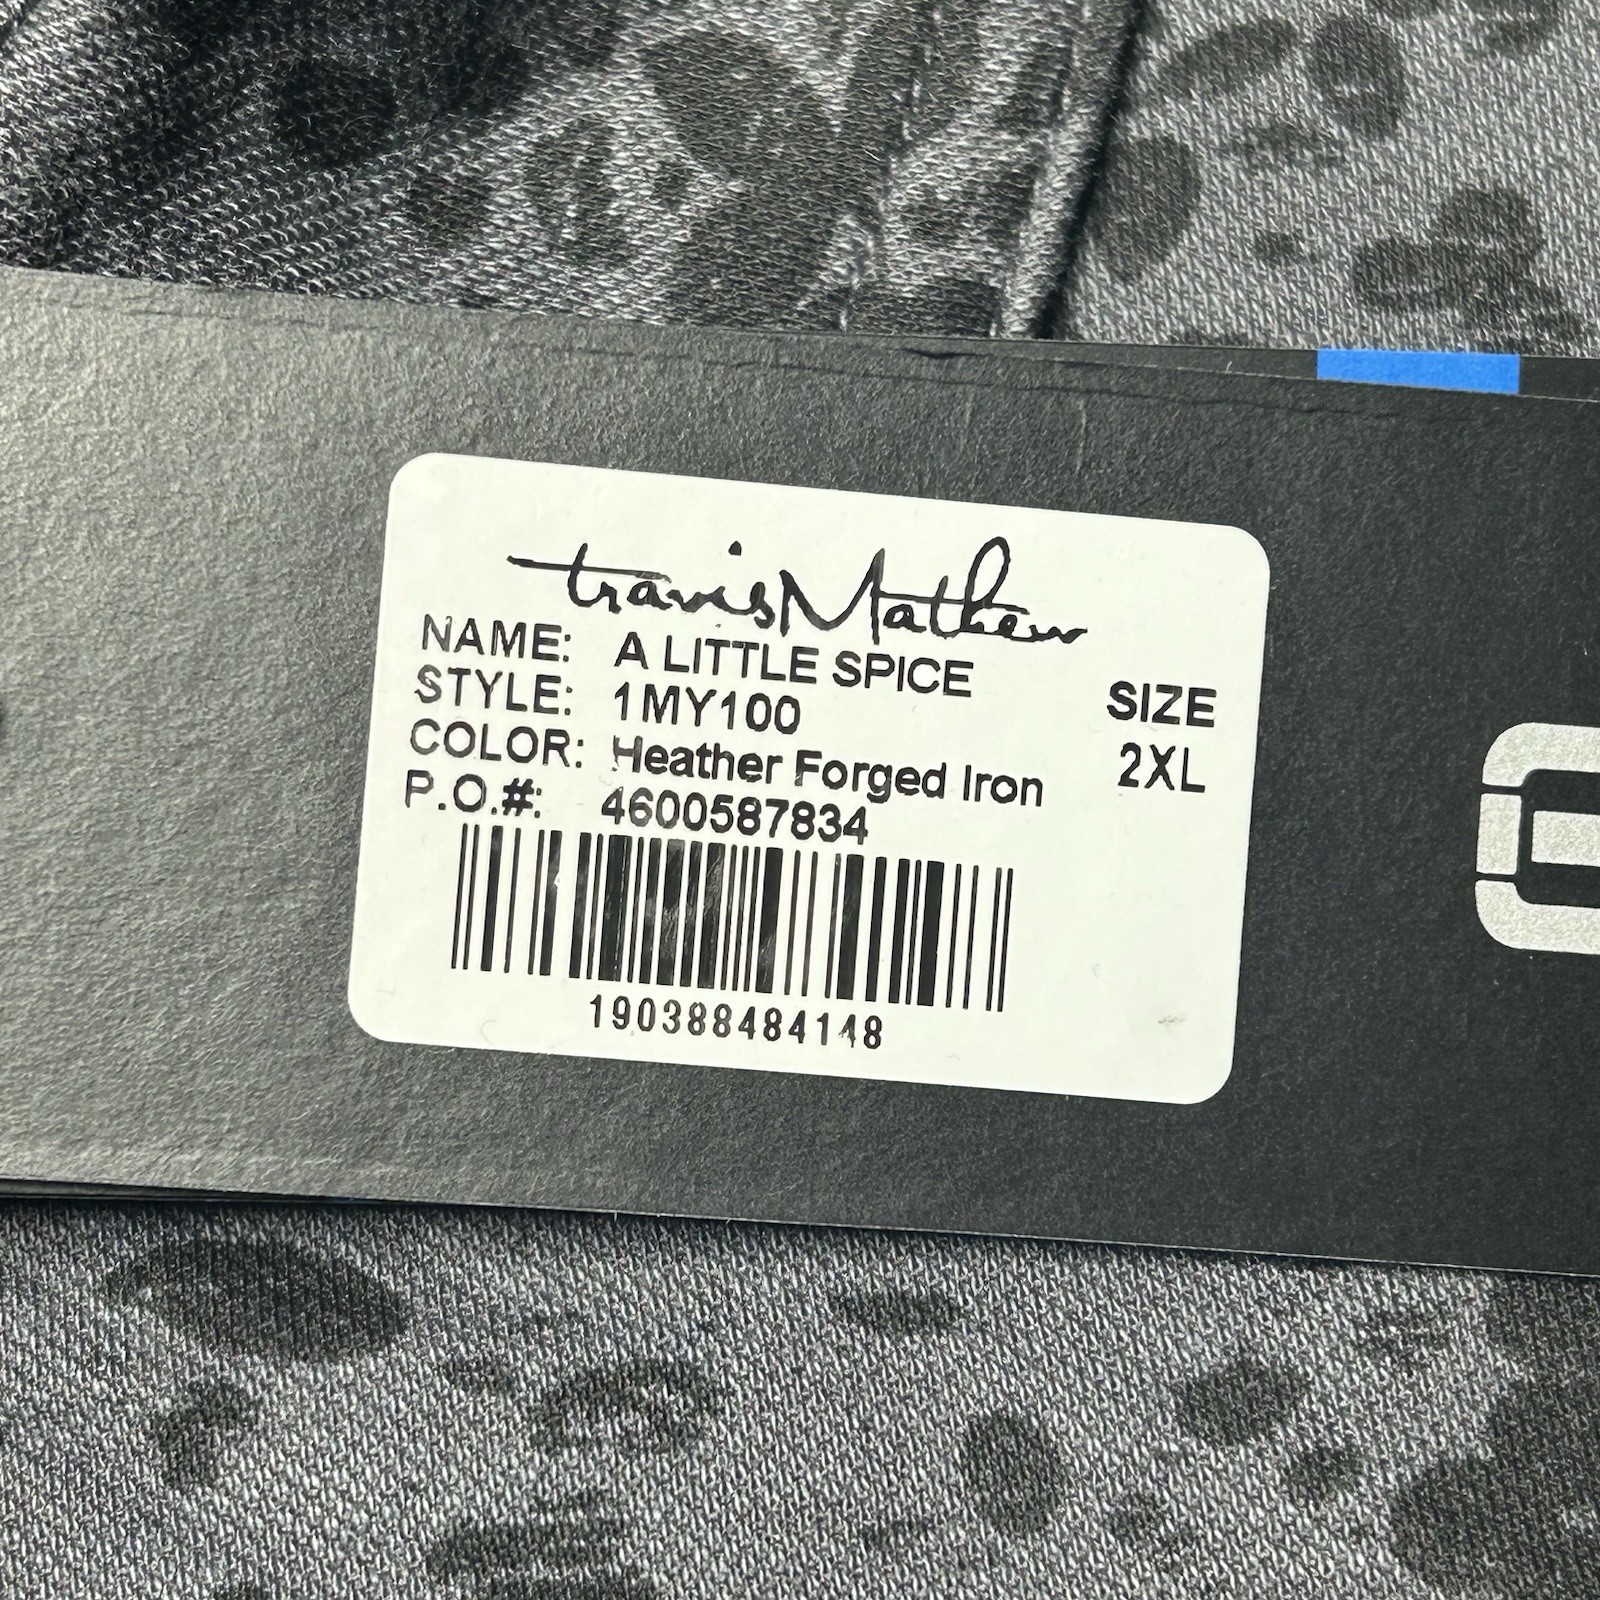 travisMathew
NAME: A LITTLE SPICE
STYLE: 1MY100
COLOR: Heather Forged Iron
P.O.#: 4600587834
SIZE
2XL
190388484148